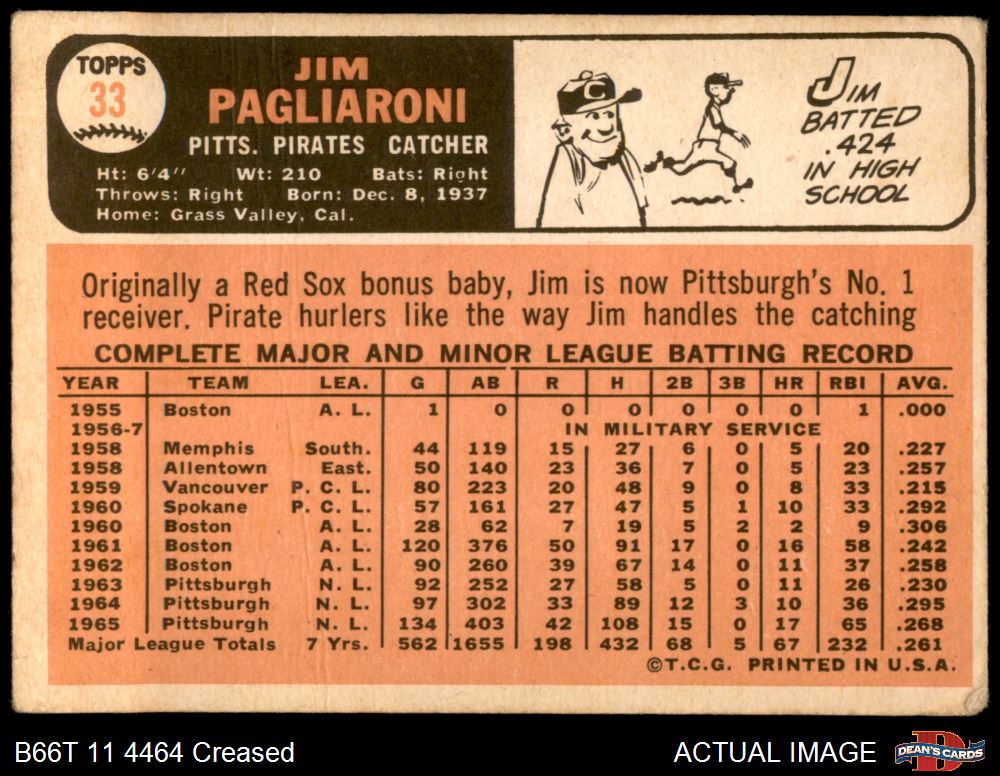 TOPPS
33
JIM
PAGLIARONI
PITTS. PIRATES CATCHER
Ht: 6'4" Wt: 210 Bats: Right
Throws: Right Born: Dec. 8, 1937
Home: Grass Valley, Cal.
C
JIM
BATTED
.424
IN HIGH
SCHOOL
Originally a Red Sox bonus baby, Jim is now Pittsburgh's No. 1
receiver. Pirate hurlers like the way Jim handles the catching
COMPLETE MAJOR AND MINOR LEAGUE BATTING RECORD
YEAR TEAM LEA. G AB R H 2B 3B HR RBI AVG.
1955 Boston A. L. 1 0 0 0 0 0 0 1 .000
1956-7 IN MILITARY SERVICE
1958 Memphis South. 44 119 15 27 6 0 5 20 .227
1958 Allentown East. 50 140 23 36 7 0 5 23 .257
1959 Vancouver P. C. L. 80 223 20 48 9 0 8 33 .215
1960 Spokane P. C. L. 57 161 27 47 5 1 10 33 .292
1960 Boston A. L. 28 62 7 19 5 2 2 9 .306
1961 Boston A. L. 120 376 50 91 17 0 16 58 .242
1962 Boston A. L. 90 260 39 67 14 0 11 37 .258
1963 Pittsburgh N. L. 92 252 27 58 5 0 11 26 .230
1964 Pittsburgh N. L. 97 302 33 89 12 3 10 36 .295
1965 Pittsburgh N. L. 134 403 42 108 15 0 17 65 .268
Major League Totals 7 Yrs. 562 1655 198 432 68 5 67 232 .261
©T.C.G. PRINTED IN U.S.A.
B66T 11 4464 Creased
ACTUAL IMAGE
D
DEAN'S CARDS